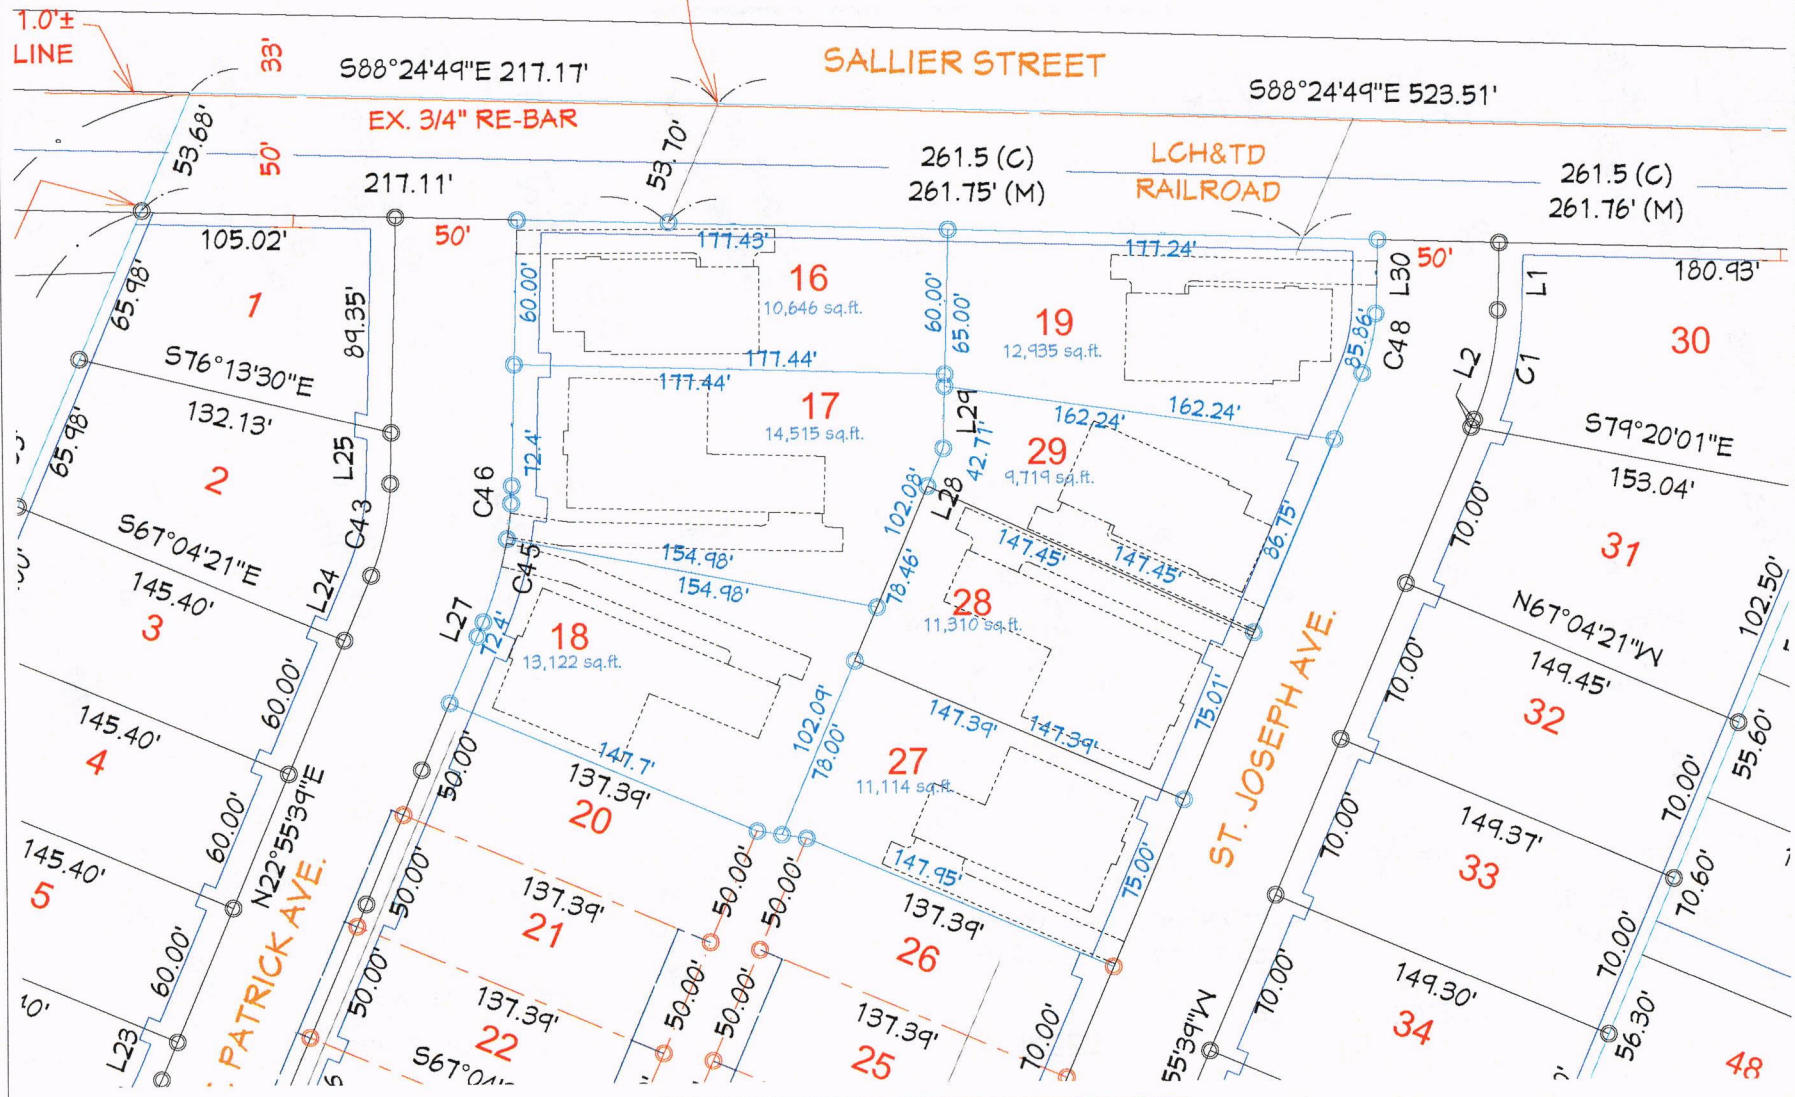 1.0'±
LINE
33'
S88°24'49"E 217.17'
SALLIER STREET
S88°24'49"E 523.51'
EX. 3/4" RE-BAR
53.68'
50'
53.70'
217.11'
261.5 (C)
261.75' (M)
LCH&TD
RAILROAD
261.5 (C)
261.76' (M)
105.02'
50'
177.43'
177.24'
50'
180.93'
65.98'
1
89.35'
60.00'
16
10,646 sq.ft.
60.00'
65.00'
19
12,935 sq.ft.
L30
85.86'
C48
L1
L2
C1
30
S76°13'30"E
132.13'
177.44'
177.44'
17
14,515 sq.ft.
L29
162.24'
162.24'
S79°20'01"E
153.04'
65.98'
2
L25
C46
72.4'
42.71'
29
9,719 sq.ft.
102.08'
L28
70.00'
31
C43
S67°04'21"E
145.40'
L24
C45
154.98'
154.98'
78.46'
147.45'
147.45'
86.75'
3
L27
72.4'
18
13,122 sq.ft.
28
11,310 sq.ft.
N67°04'21"W
149.45'
102.50'
60.00'
70.00'
32
145.40'
4
50.00'
147.7'
137.39'
20
102.09'
78.00'
147.39'
147.39'
75.01'
ST. JOSEPH AVE.
55.60'
27
11,114 sq.ft.
70.00'
149.37'
33
70.00'
145.40'
5
60.00'
N22°55'39"E
50.00'
137.39'
21
50.00'
50.00'
147.95'
137.39'
26
75.00'
70.60'
60.00'
PATRICK AVE.
50.00'
137.39'
22
50.00'
50.00'
137.39'
25
70.00'
70.00'
149.30'
34
70.00'
56.30'
L23
S67°04'
55'39"W
48